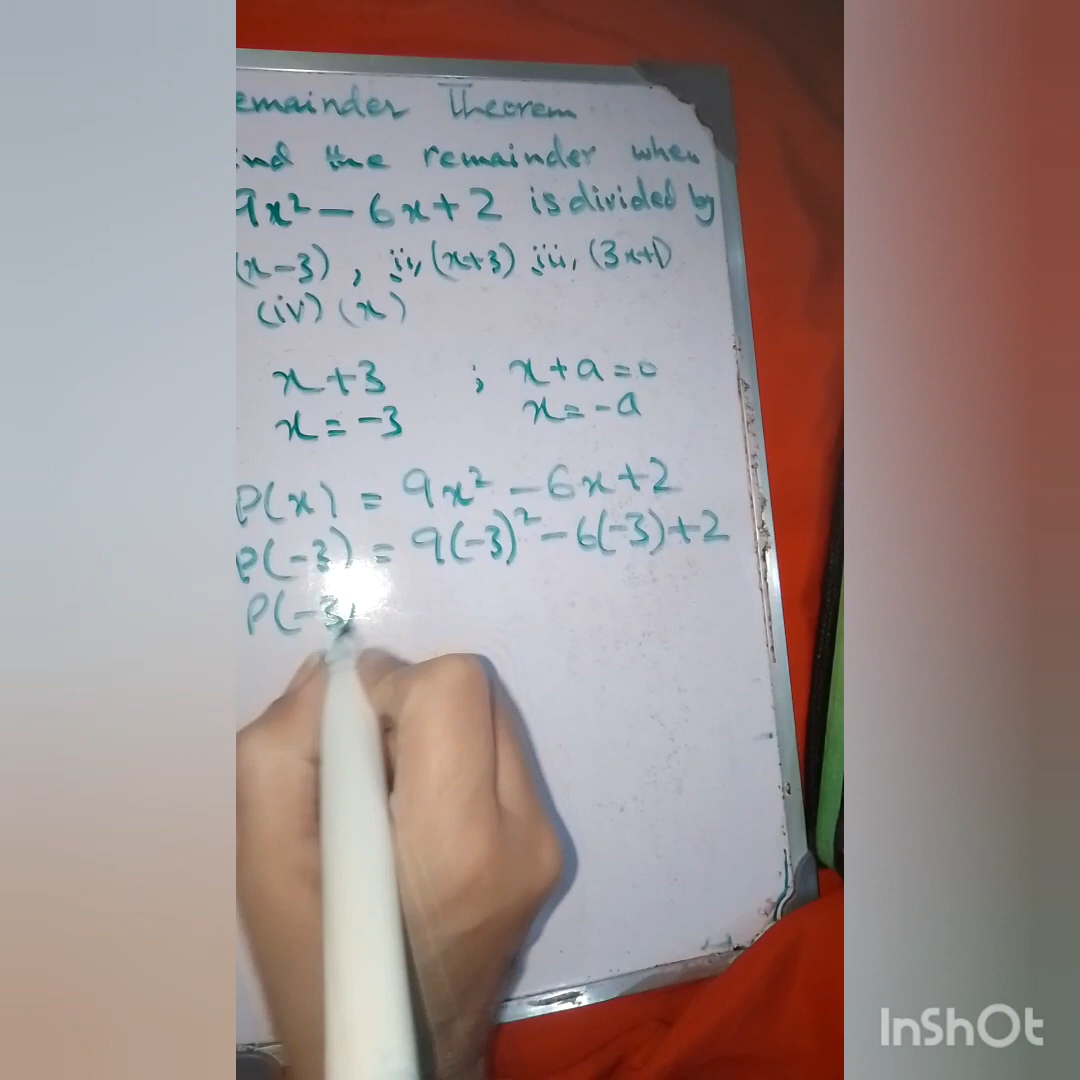 emainder Theorem
ind the remainder when
9x² - 6x + 2 is divided by
(x-3), ii, (x+3) iii, (3x+1)
(iv) (x)
x+3 ; x+a=0
x=-3 x=-a
P(x) = 9x² - 6x + 2
P(-3) = 9(-3)² - 6(-3) + 2
P(-3)
InShOt